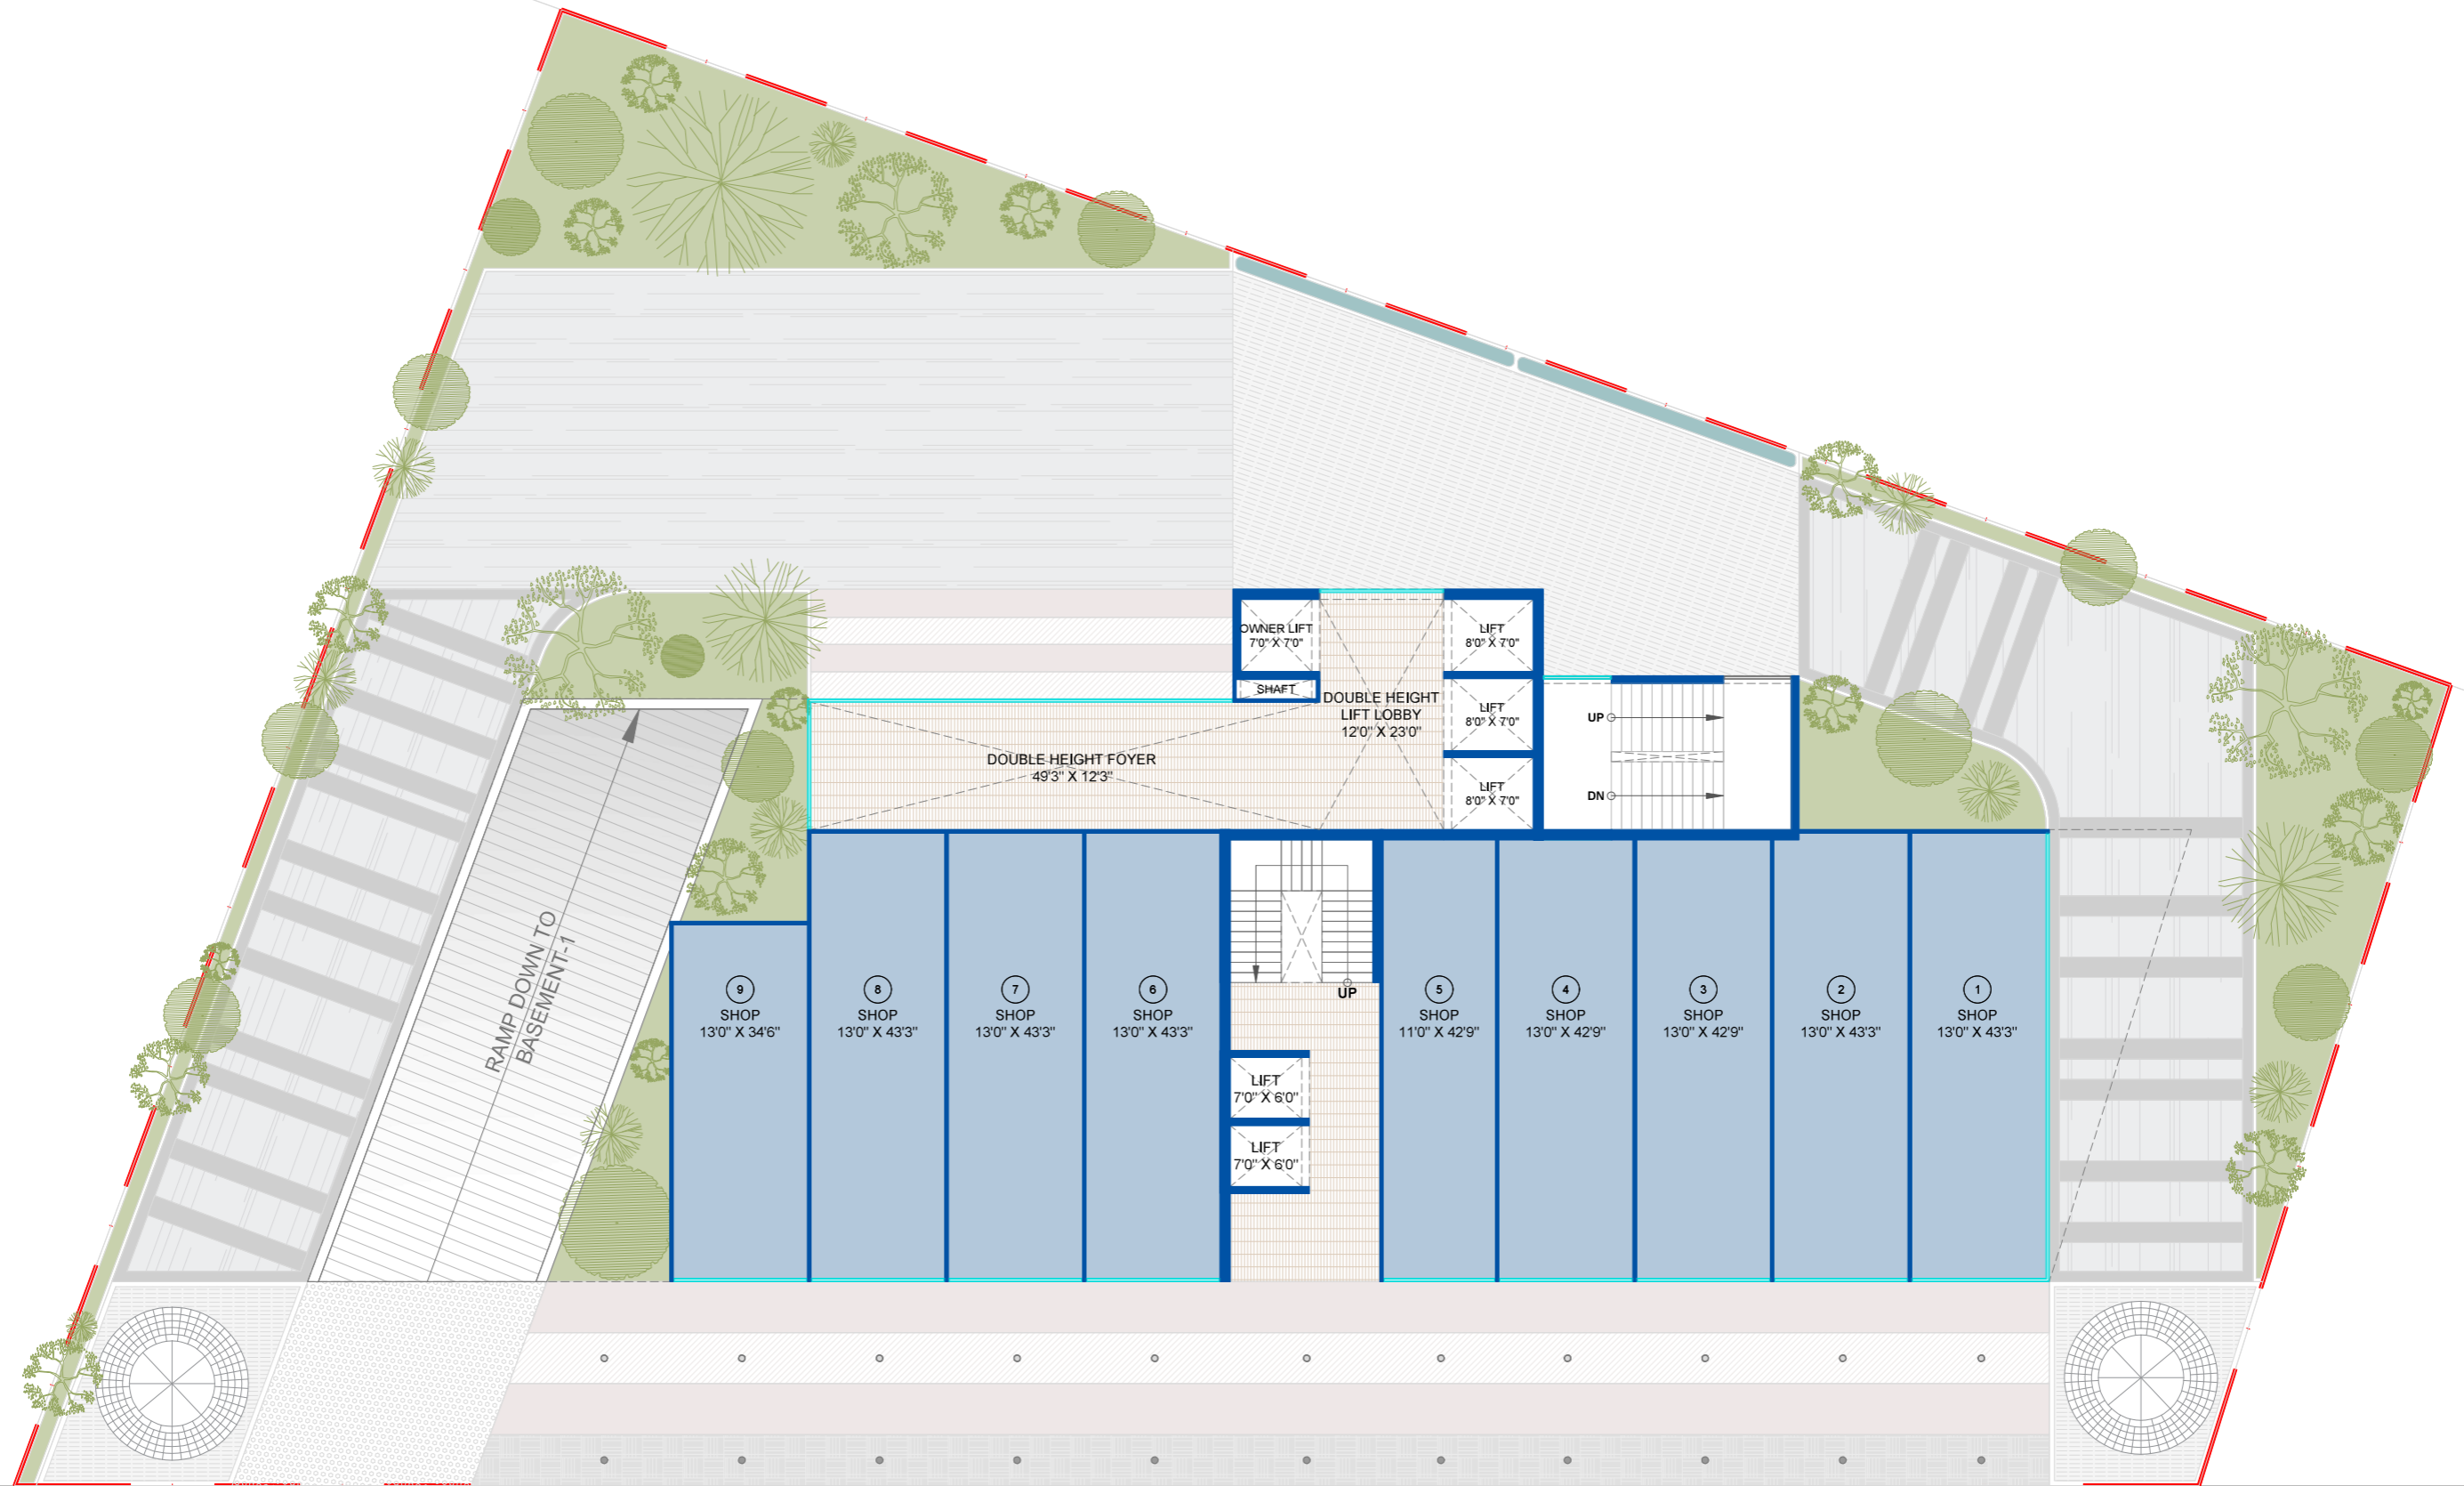 OWNER LIFT
7'0" X 7'0"
SHAFT
LIFT
8'0" X 7'0"
DOUBLE HEIGHT
LIFT LOBBY
12'0" X 23'0"
LIFT
8'0" X 7'0"
UP
DOUBLE HEIGHT FOYER
49'3" X 12'3"
LIFT
8'0" X 7'0"
DN
RAMP DOWN TO
BASEMENT-1
9
SHOP
13'0" X 34'6"
8
SHOP
13'0" X 43'3"
7
SHOP
13'0" X 43'3"
6
SHOP
13'0" X 43'3"
UP
LIFT
7'0" X 6'0"
LIFT
7'0" X 6'0"
5
SHOP
11'0" X 42'9"
4
SHOP
13'0" X 42'9"
3
SHOP
13'0" X 42'9"
2
SHOP
13'0" X 43'3"
1
SHOP
13'0" X 43'3"